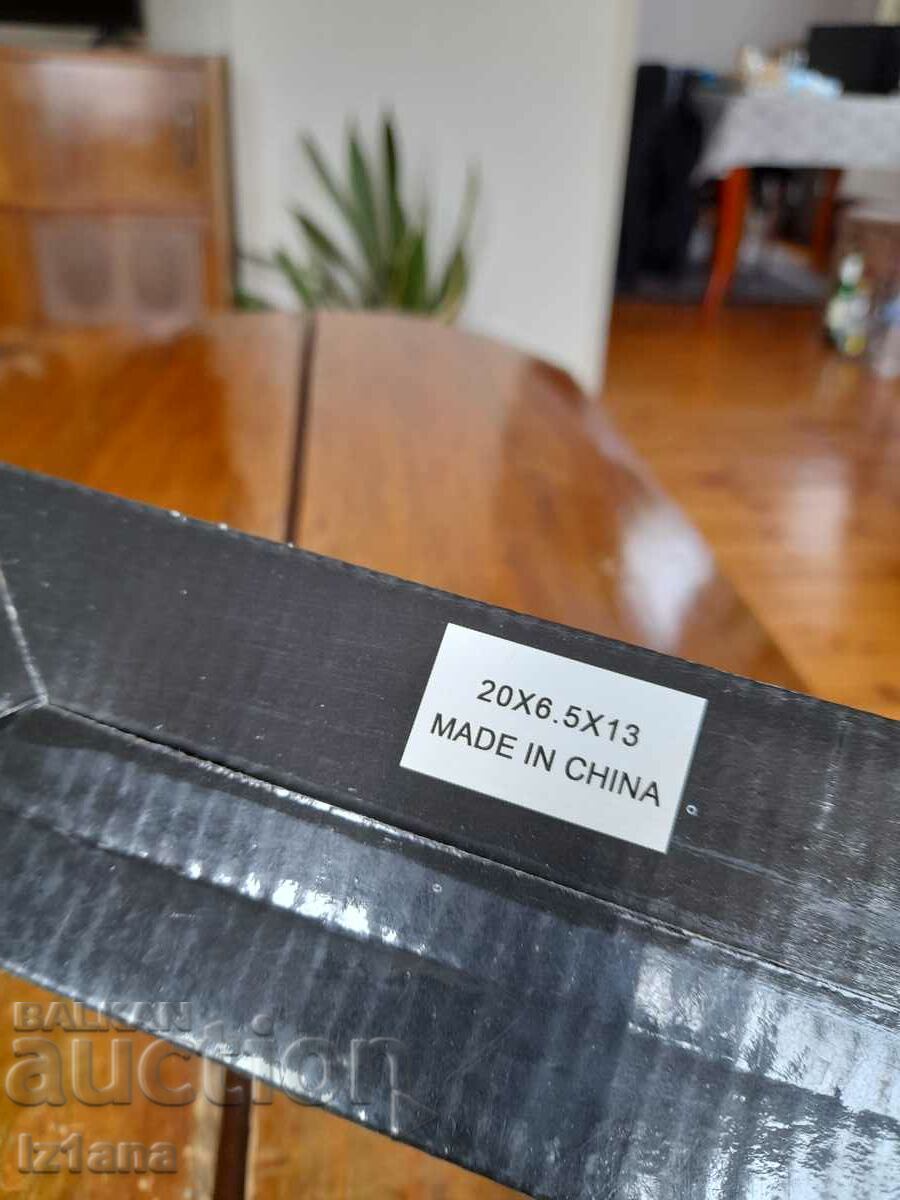 20X6.5X13
MADE IN CHINA
BALKAN
auction
Iz1ana